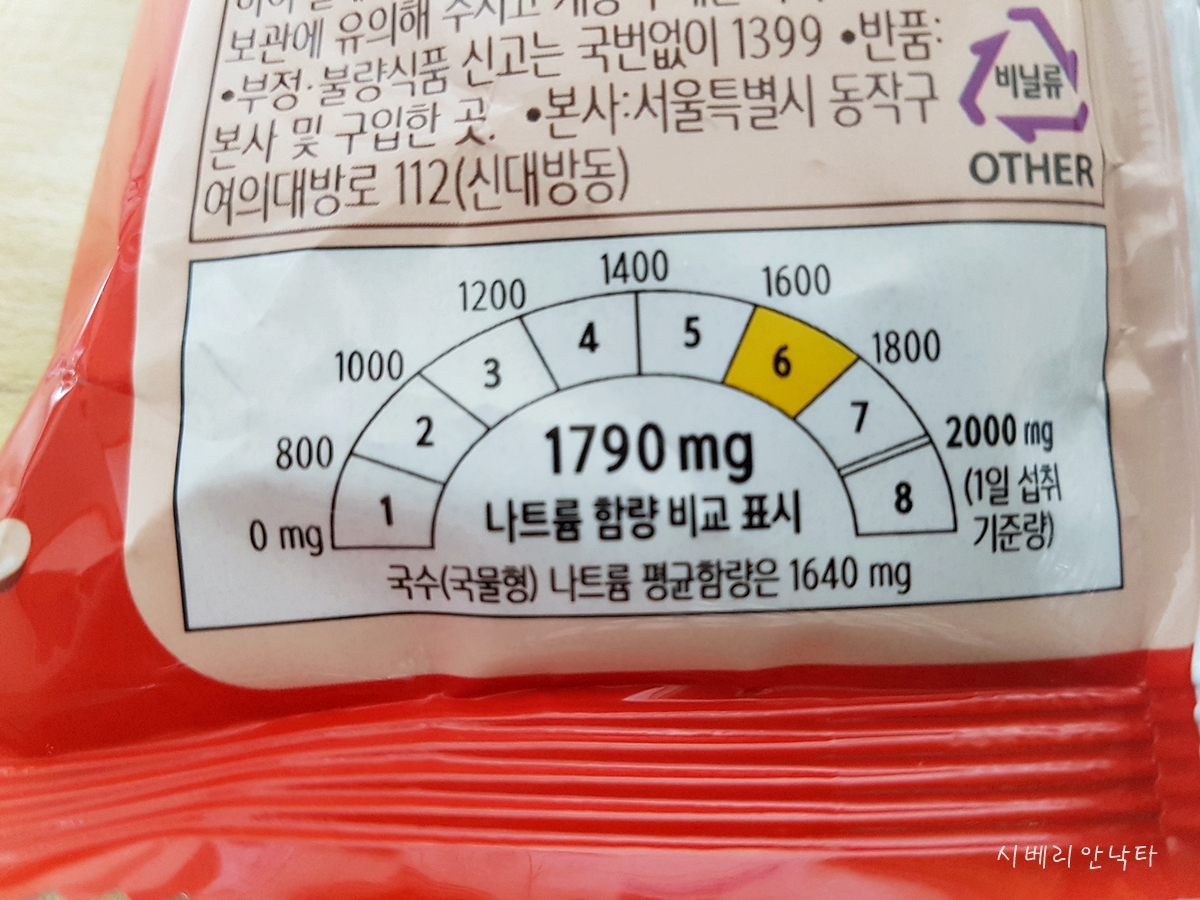 보관에 유의해 주시고
•부정·불량식품 신고는 국번없이 1399 •반품:
본사 및 구입한 곳. •본사:서울특별시 동작구
여의대방로 112(신대방동)
비닐류
OTHER
1400
1200
1600
1000
1800
800
2000 mg
(1일 섭취
기준량)
0 mg
1
2
3
4
5
6
7
8
1790 mg
나트륨 함량 비교 표시
국수(국물형) 나트륨 평균함량은 1640 mg
시베리안낙타